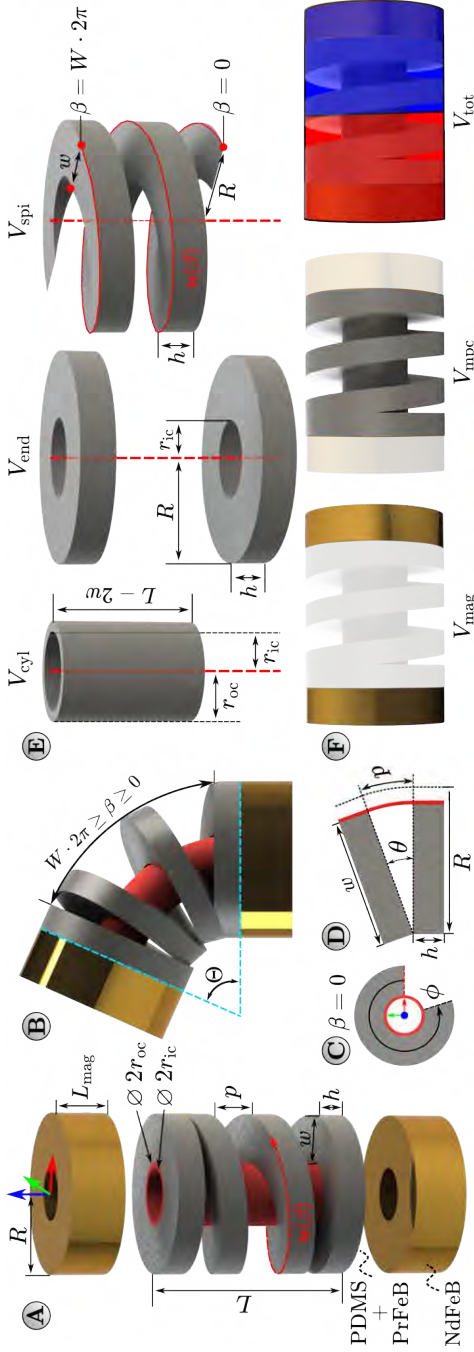 A
R
L_mag
Ø 2r_oc
Ø 2r_ic
L
p
w
h
u(β)
PDMS
+
PrFeB
NdFeB
B
W · 2π ≥ β ≥ 0
Θ
C
β = 0
ϕ
D
w
θ
p
h
R
E
V_cyl
L − 2w
r_oc
r_ic
V_end
R
r_ic
h
V_spi
β = W · 2π
w
u(β)
h
R
β = 0
F
V_mag
V_mpc
V_tot